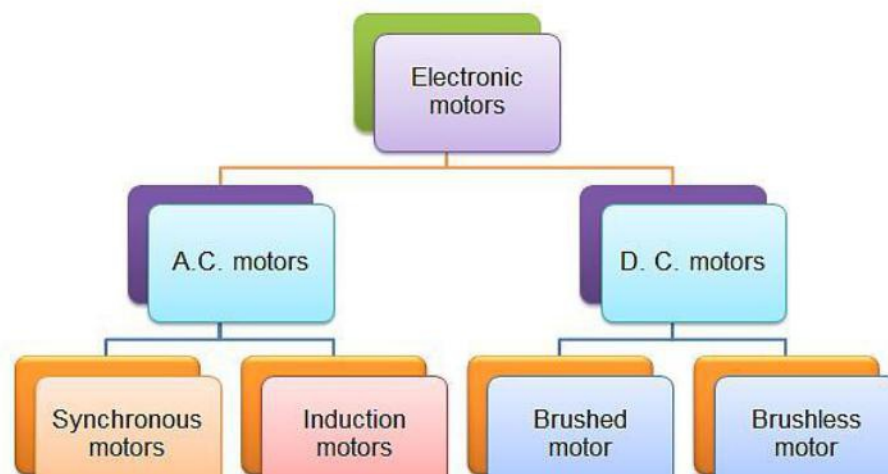 Electronic
motors
A.C. motors
D. C. motors
Synchronous
motors
Induction
motors
Brushed
motor
Brushless
motor